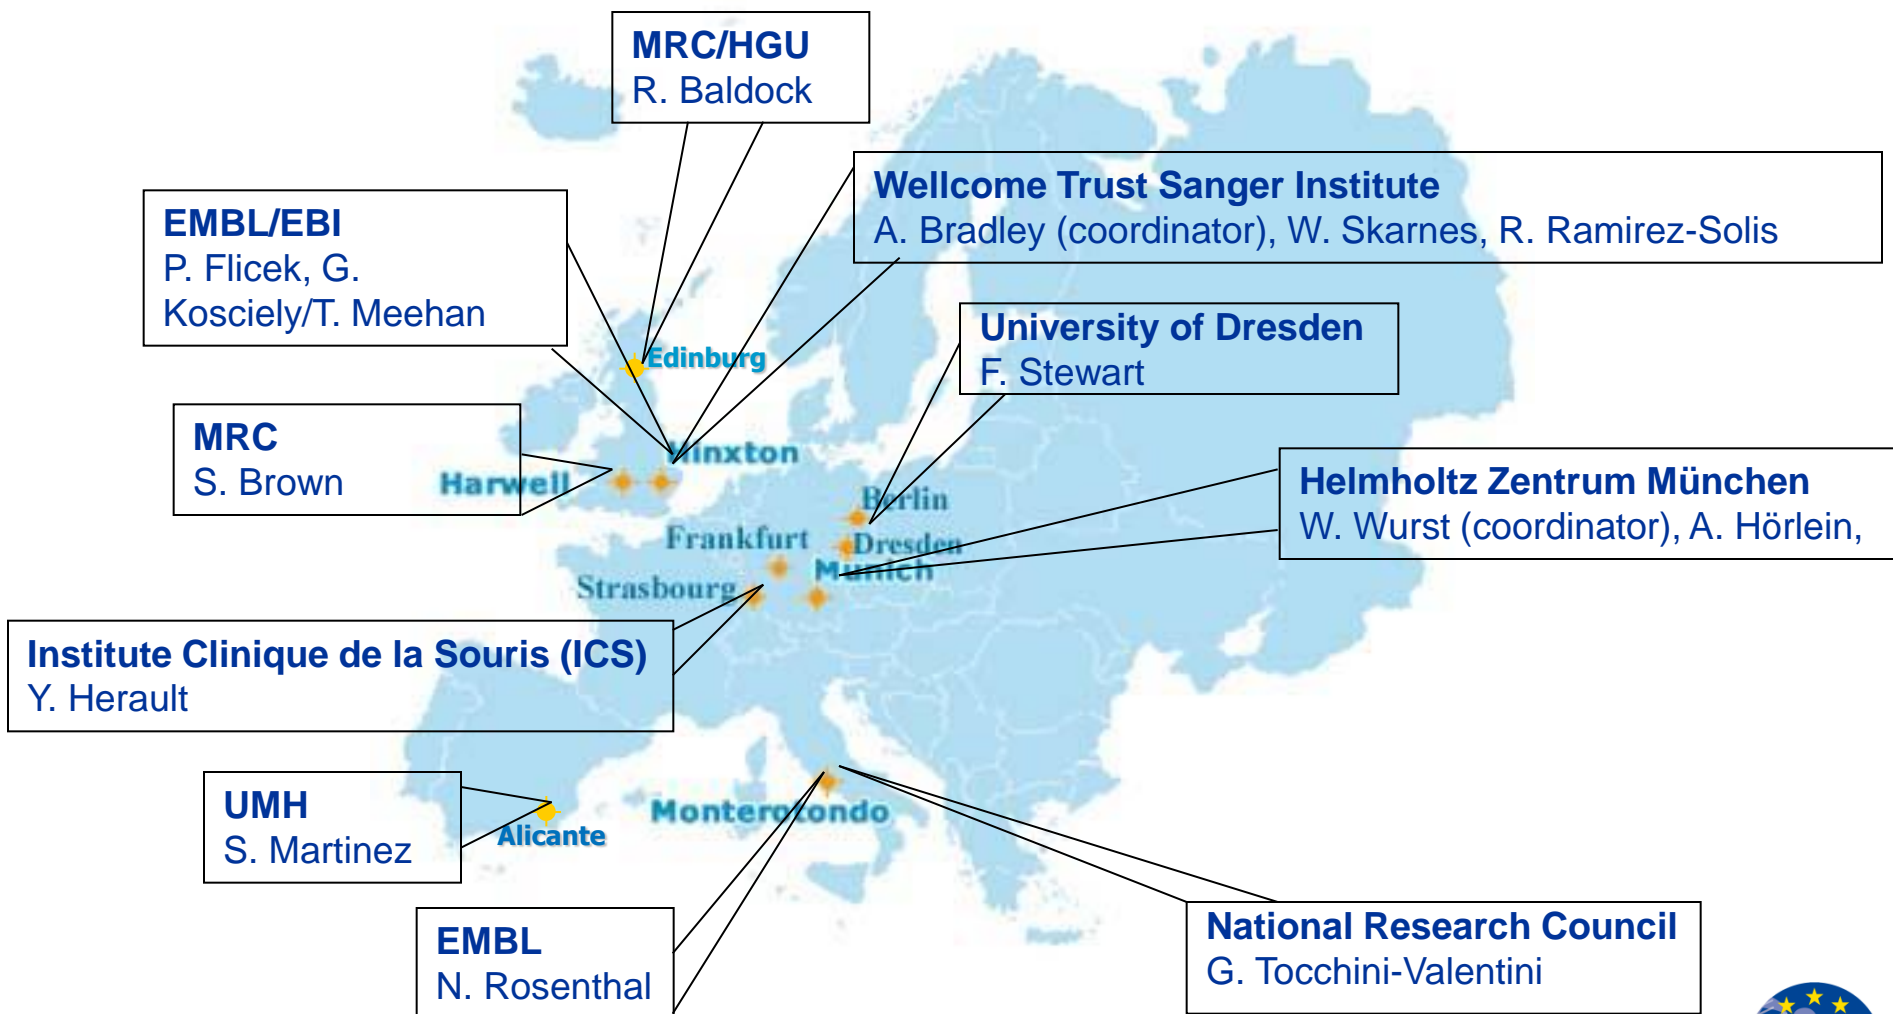 MRC/HGU
R. Baldock
Wellcome Trust Sanger Institute
A. Bradley (coordinator), W. Skarnes, R. Ramirez-Solis
EMBL/EBI
P. Flicek, G.
Kosciely/T. Meehan
University of Dresden
F. Stewart
Edinburg
MRC
S. Brown
Hinxton
Harwell
Helmholtz Zentrum München
W. Wurst (coordinator), A. Hörlein,
Berlin
Frankfurt
Dresden
Munich
Strasbourg
Institute Clinique de la Souris (ICS)
Y. Herault
UMH
S. Martinez
Alicante
Monterotondo
EMBL
N. Rosenthal
National Research Council
G. Tocchini-Valentini